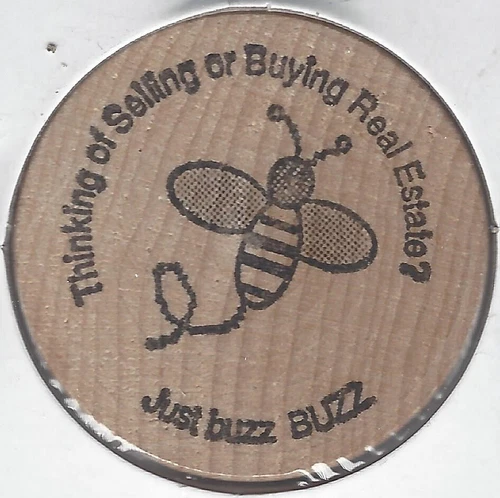 Thinking of Selling or Buying Real Estate?
Just buzz BUZZ